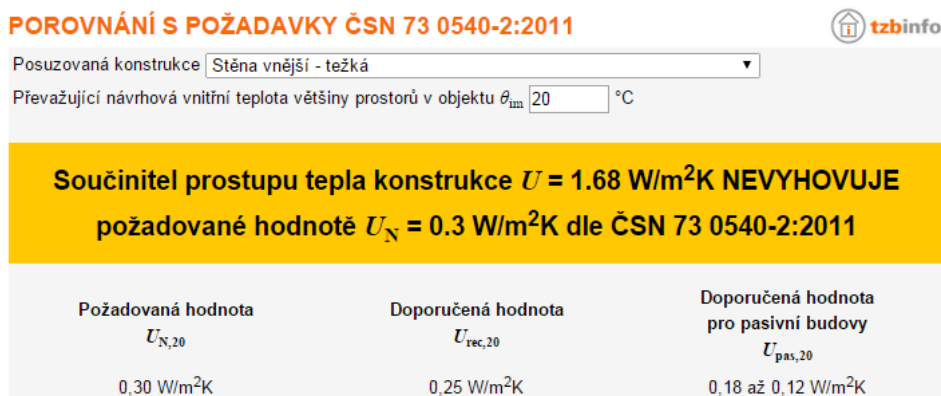 POROVNÁNÍ S POŽADAVKY ČSN 73 0540-2:2011
tzbinfo
Posuzovaná konstrukce Stěna vnější - težká
Převažující návrhová vnitřní teplota většiny prostorů v objektu θim 20 °C
Součinitel prostupu tepla konstrukce U = 1.68 W/m²K NEVYHOVUJE
požadované hodnotě UN = 0.3 W/m²K dle ČSN 73 0540-2:2011
Požadovaná hodnota
UN,20
0,30 W/m²K
Doporučená hodnota
Urec,20
0,25 W/m²K
Doporučená hodnota
pro pasivní budovy
Upas,20
0,18 až 0,12 W/m²K